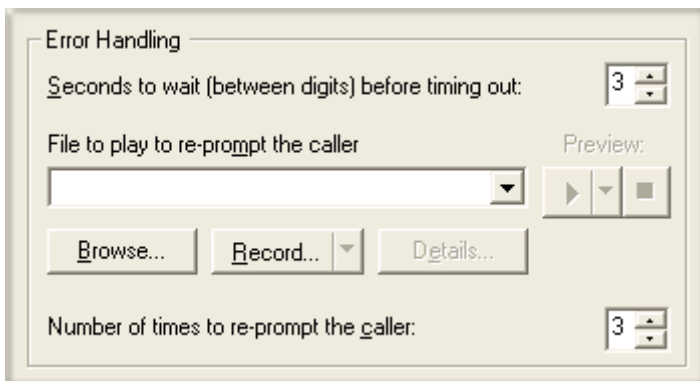 Error Handling
Seconds to wait (between digits) before timing out: 3
File to play to re-prompt the caller Preview:
Browse... Record... Details...
Number of times to re-prompt the caller: 3